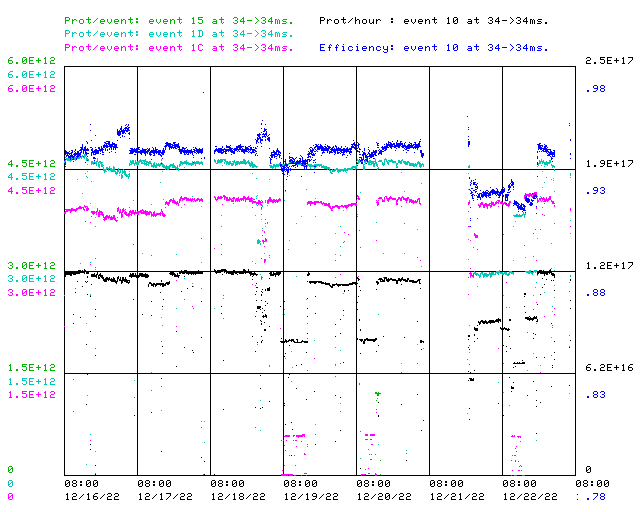 Prot/event: event 15 at 34->34ms. Prot/hour : event 10 at 34->34ms.
Prot/event: event 1D at 34->34ms.
Prot/event: event 1C at 34->34ms. Efficiency: event 10 at 34->34ms.
6.0E+12 2.5E+17
6.0E+12
6.0E+12 .98
4.5E+12 1.9E+17
4.5E+12
4.5E+12 .93
3.0E+12 1.2E+17
3.0E+12
3.0E+12 .88
1.5E+12 6.2E+16
1.5E+12
1.5E+12 .83
0 0
0 08:00 08:00 08:00 08:00 08:00 08:00 08:00 08:00
0 12/16/22 12/17/22 12/18/22 12/19/22 12/20/22 12/21/22 12/22/22 .78